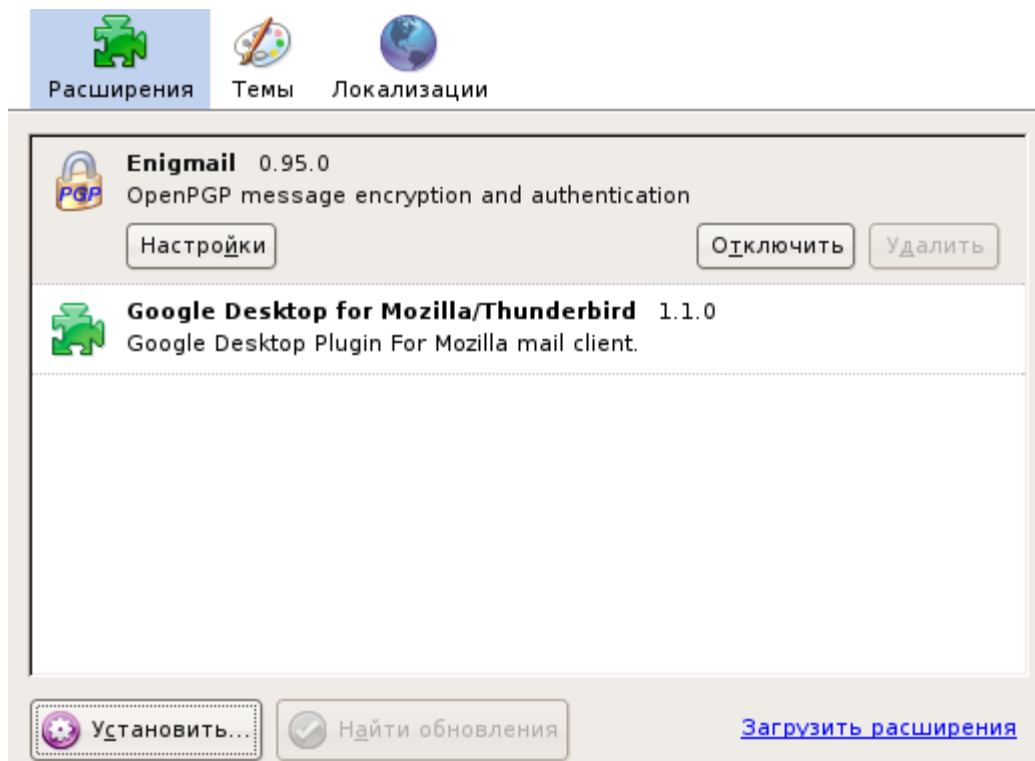 Расширения Темы Локализации
Enigmail 0.95.0
PGP OpenPGP message encryption and authentication
Настройки Отключить Удалить
Google Desktop for Mozilla/Thunderbird 1.1.0
Google Desktop Plugin For Mozilla mail client.
Установить... Найти обновления Загрузить расширения